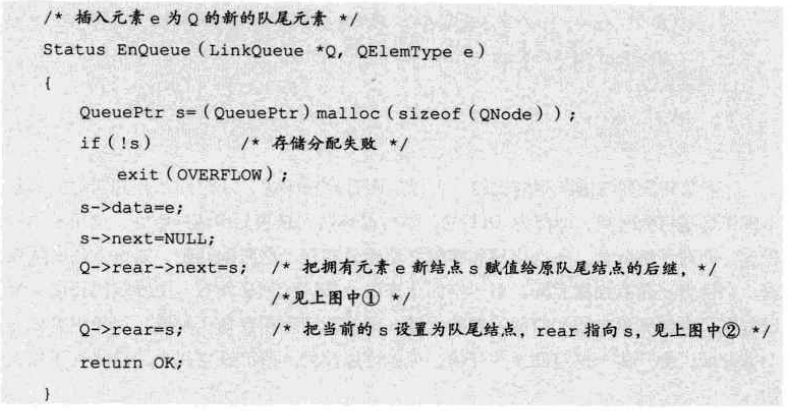 /* 插入元素 e 为 Q 的新的队尾元素 */
Status EnQueue(LinkQueue *Q, QElemType e)
{
QueuePtr s=(QueuePtr)malloc(sizeof(QNode));
if(!s) /* 存储分配失败 */
exit(OVERFLOW);
s->data=e;
s->next=NULL;
Q->rear->next=s; /* 把拥有元素 e 新结点 s 赋值给原队尾结点的后继, */
/*见上图中① */
Q->rear=s; /* 把当前的 s 设置为队尾结点, rear 指向 s, 见上图中② */
return OK;
}